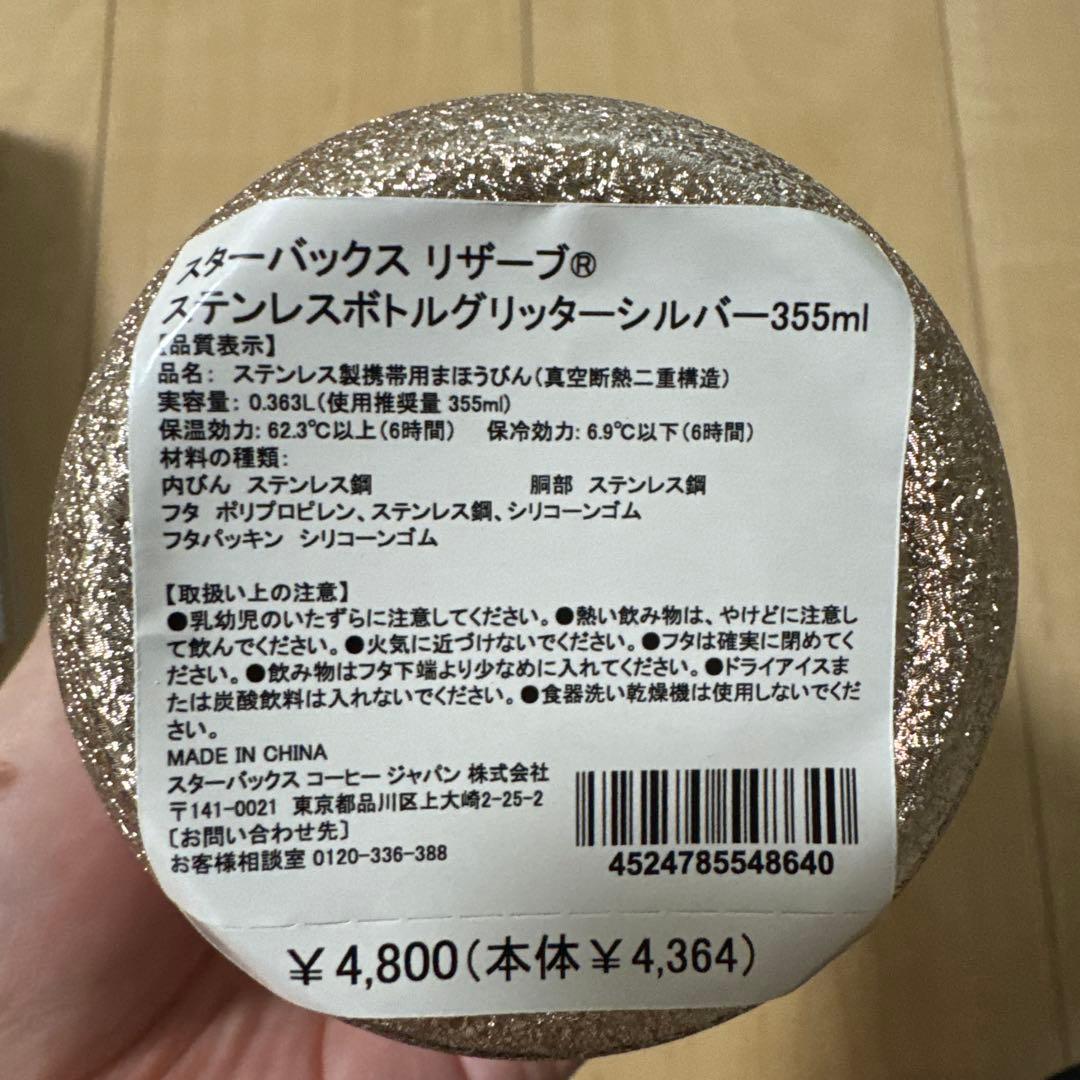 スターバックス リザーブ®
ステンレスボトルグリッターシルバー355ml
【品質表示】
品名： ステンレス製携帯用まほうびん（真空断熱二重構造）
実容量： 0.363L（使用推奨量 355ml）
保温効力： 62.3℃以上（6時間） 保冷効力： 6.9℃以下（6時間）
材料の種類：
内びん ステンレス鋼 胴部 ステンレス鋼
フタ ポリプロピレン、ステンレス鋼、シリコーンゴム
フタパッキン シリコーンゴム
【取扱い上の注意】
●乳幼児のいたずらに注意してください。●熱い飲み物は、やけどに注意し
て飲んでください。●火気に近づけないでください。●フタは確実に閉めてく
ださい。●飲み物はフタ下端より少なめに入れてください。●ドライアイスま
たは炭酸飲料は入れないでください。●食器洗い乾燥機は使用しないでくだ
さい。
MADE IN CHINA
スターバックス コーヒー ジャパン 株式会社
〒141-0021 東京都品川区上大崎2-25-2
［お問い合わせ先］
お客様相談室 0120-336-388
4524785548640
￥4,800（本体￥4,364）